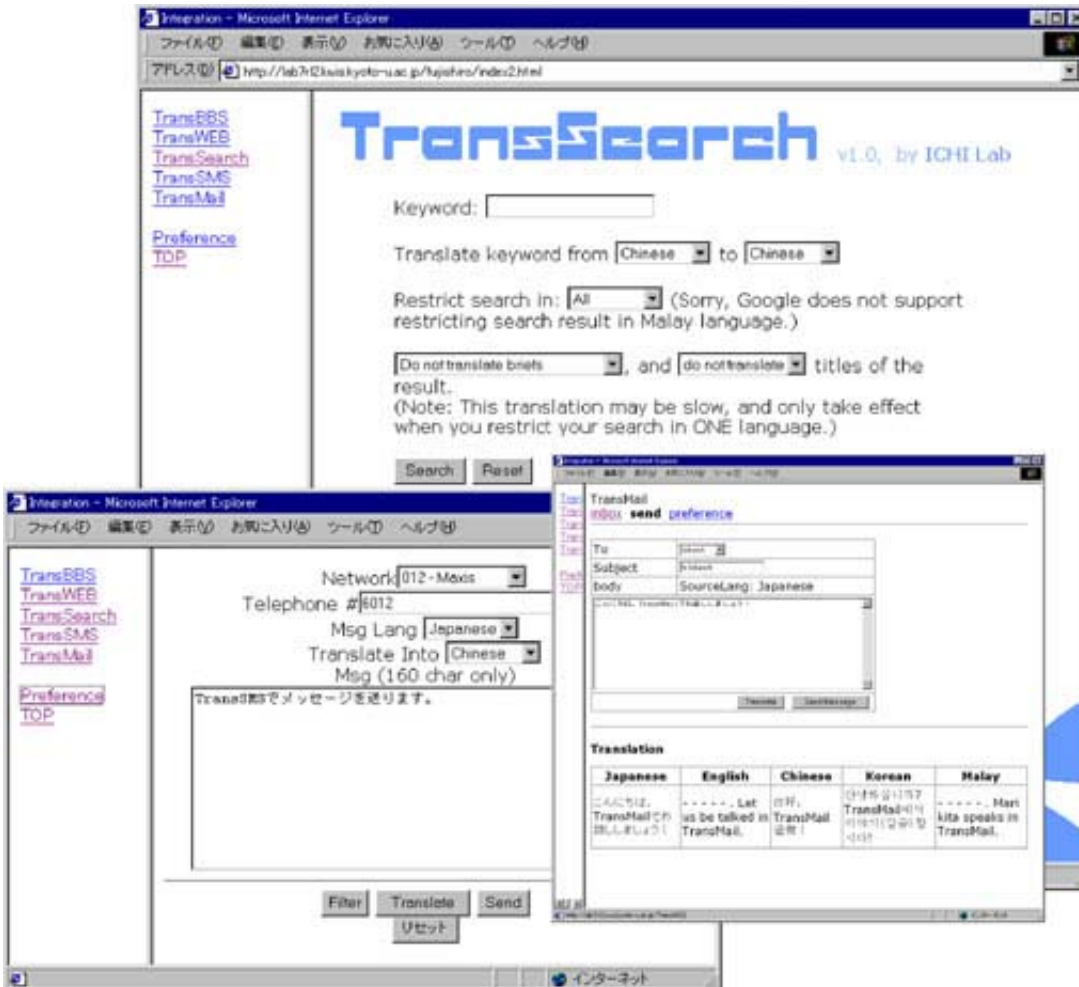 Integration - Microsoft Internet Explorer
ファイル(F) 編集(E) 表示(V) お気に入り(A) ツール(T) ヘルプ(H)
アドレス(D)
TransBBS
TransWEB
TransSearch
TransSMS
TransMail
Preference
TOP
TransSearch v1.0, by ICHI Lab
Keyword:
Translate keyword from Chinese to Chinese
Restrict search in: All (Sorry, Google does not support
restricting search result in Malay language.)
Do not translate briefs, and do not translate titles of the
result.
(Note: This translation may be slow, and only take effect
when you restrict your search in ONE language.)
Search Reset
Integration - Microsoft Internet Explorer
ファイル(F) 編集(E) 表示(V) お気に入り(A) ツール(T) ヘルプ(H)
TransBBS
TransWEB
TransSearch
TransSMS
TransMail
Preference
TOP
Network 012 - Maxis
Telephone # 6012
Msg Lang Japanese
Translate Into Chinese
Msg (160 char only)
TransSMSでメッセージを送ります。
Filter Translate Send
リセット
インターネット
TransMail
inbox send preference
To
Subject
body SourceLang: Japanese
Translation
Japanese English Chinese Korean Malay
こんにちは、 - - - - - . Let TransMail - - - - - . Mari
TransMailでお us be talked in TransMail kita speaks in
話ししましょう! TransMail. TransMail.